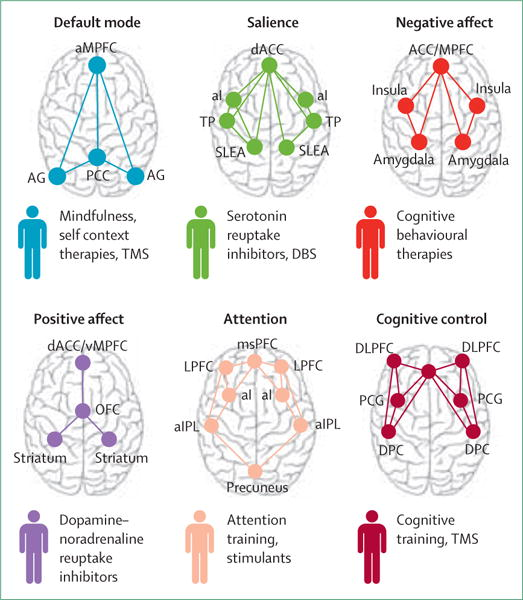 Default mode
aMPFC
AG
PCC
AG
Mindfulness,
self context
therapies, TMS
Salience
dACC
aI
aI
TP
TP
SLEA
SLEA
Serotonin
reuptake
inhibitors, DBS
Negative affect
ACC/MPFC
Insula
Insula
Amygdala
Amygdala
Cognitive
behavioural
therapies
Positive affect
dACC/vMPFC
OFC
Striatum
Striatum
Dopamine–
noradrenaline
reuptake
inhibitors
Attention
msPFC
LPFC
LPFC
aI
aI
aIPL
aIPL
Precuneus
Attention
training,
stimulants
Cognitive control
DLPFC
DLPFC
PCG
PCG
DPC
DPC
Cognitive
training, TMS